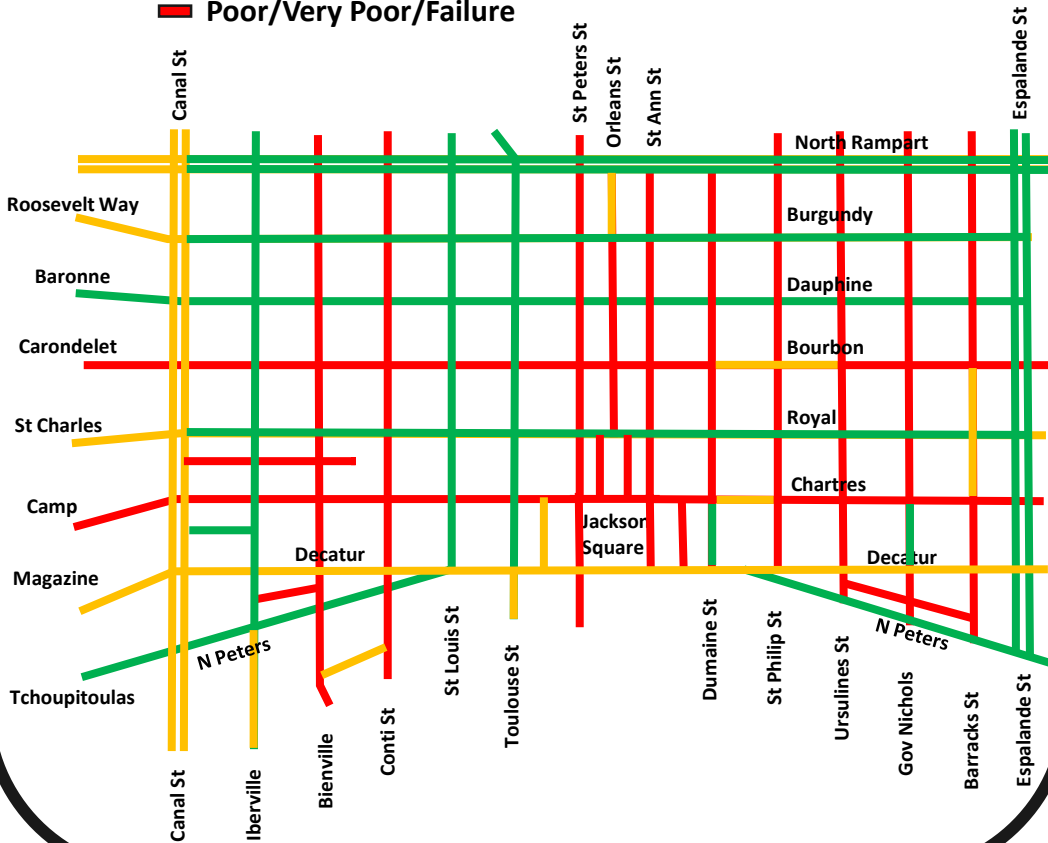 Poor/Very Poor/Failure
Canal St
St Peters St
Orleans St
St Ann St
Espalande St
North Rampart
Roosevelt Way
Burgundy
Baronne
Dauphine
Carondelet
Bourbon
St Charles
Royal
Chartres
Camp
Jackson
Square
Decatur
Decatur
Magazine
N Peters
N Peters
Tchoupitoulas
St Louis St
Toulouse St
Dumaine St
St Philip St
Ursulines St
Gov Nichols
Barracks St
Espalande St
Conti St
Bienville
Iberville
Canal St